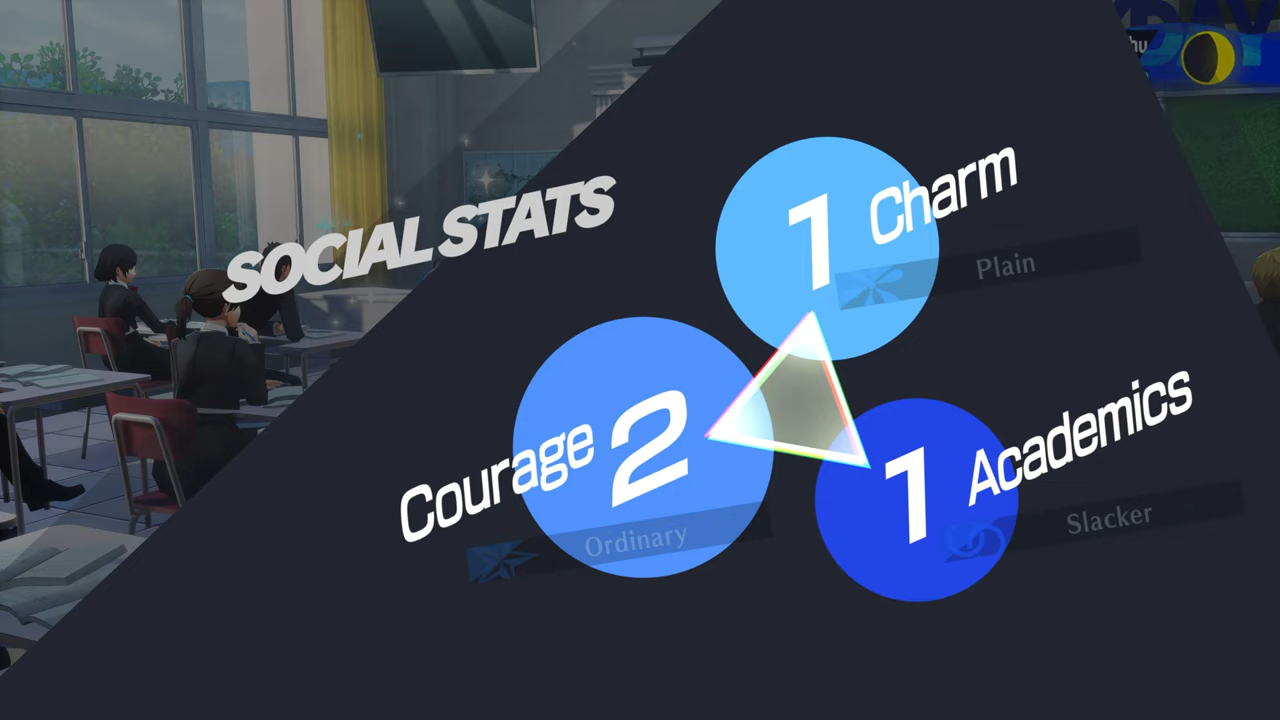 SOCIAL STATS
1 Charm
Plain
Courage 2
Ordinary
1 Academics
Slacker